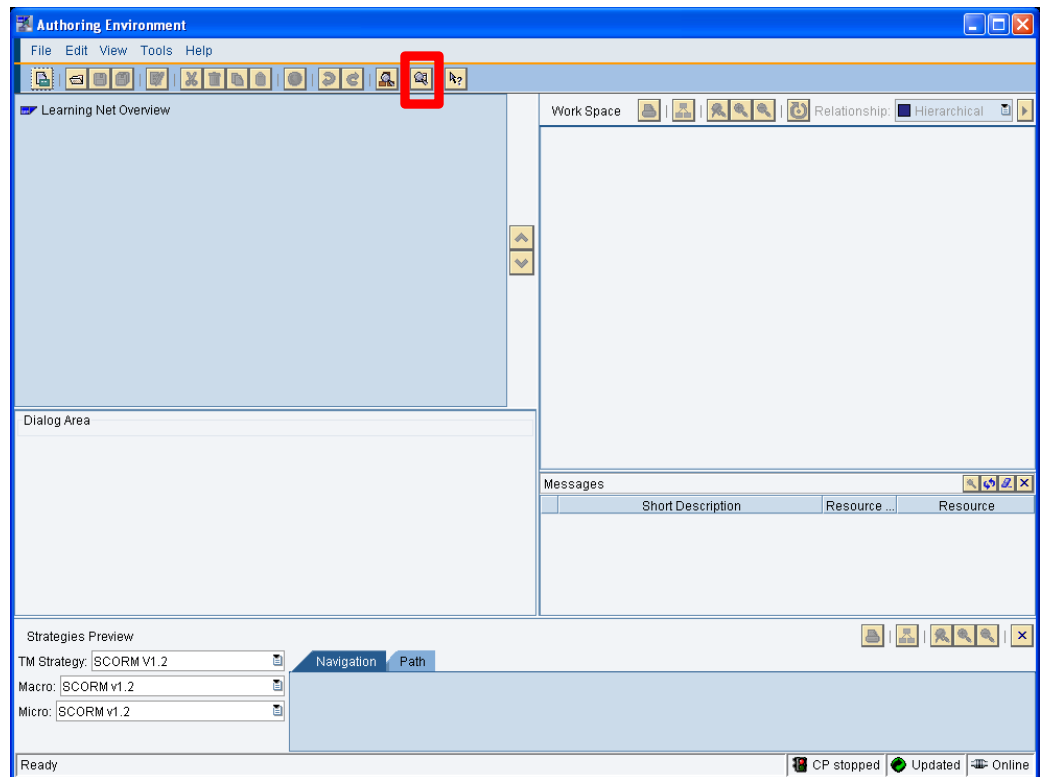 Authoring Environment
File Edit View Tools Help
Learning Net Overview
Work Space Relationship: Hierarchical
Dialog Area
Messages
Short Description Resource ... Resource
Strategies Preview
TM Strategy: SCORM V1.2
Navigation Path
Macro: SCORM v1.2
Micro: SCORM v1.2
Ready CP stopped Updated Online